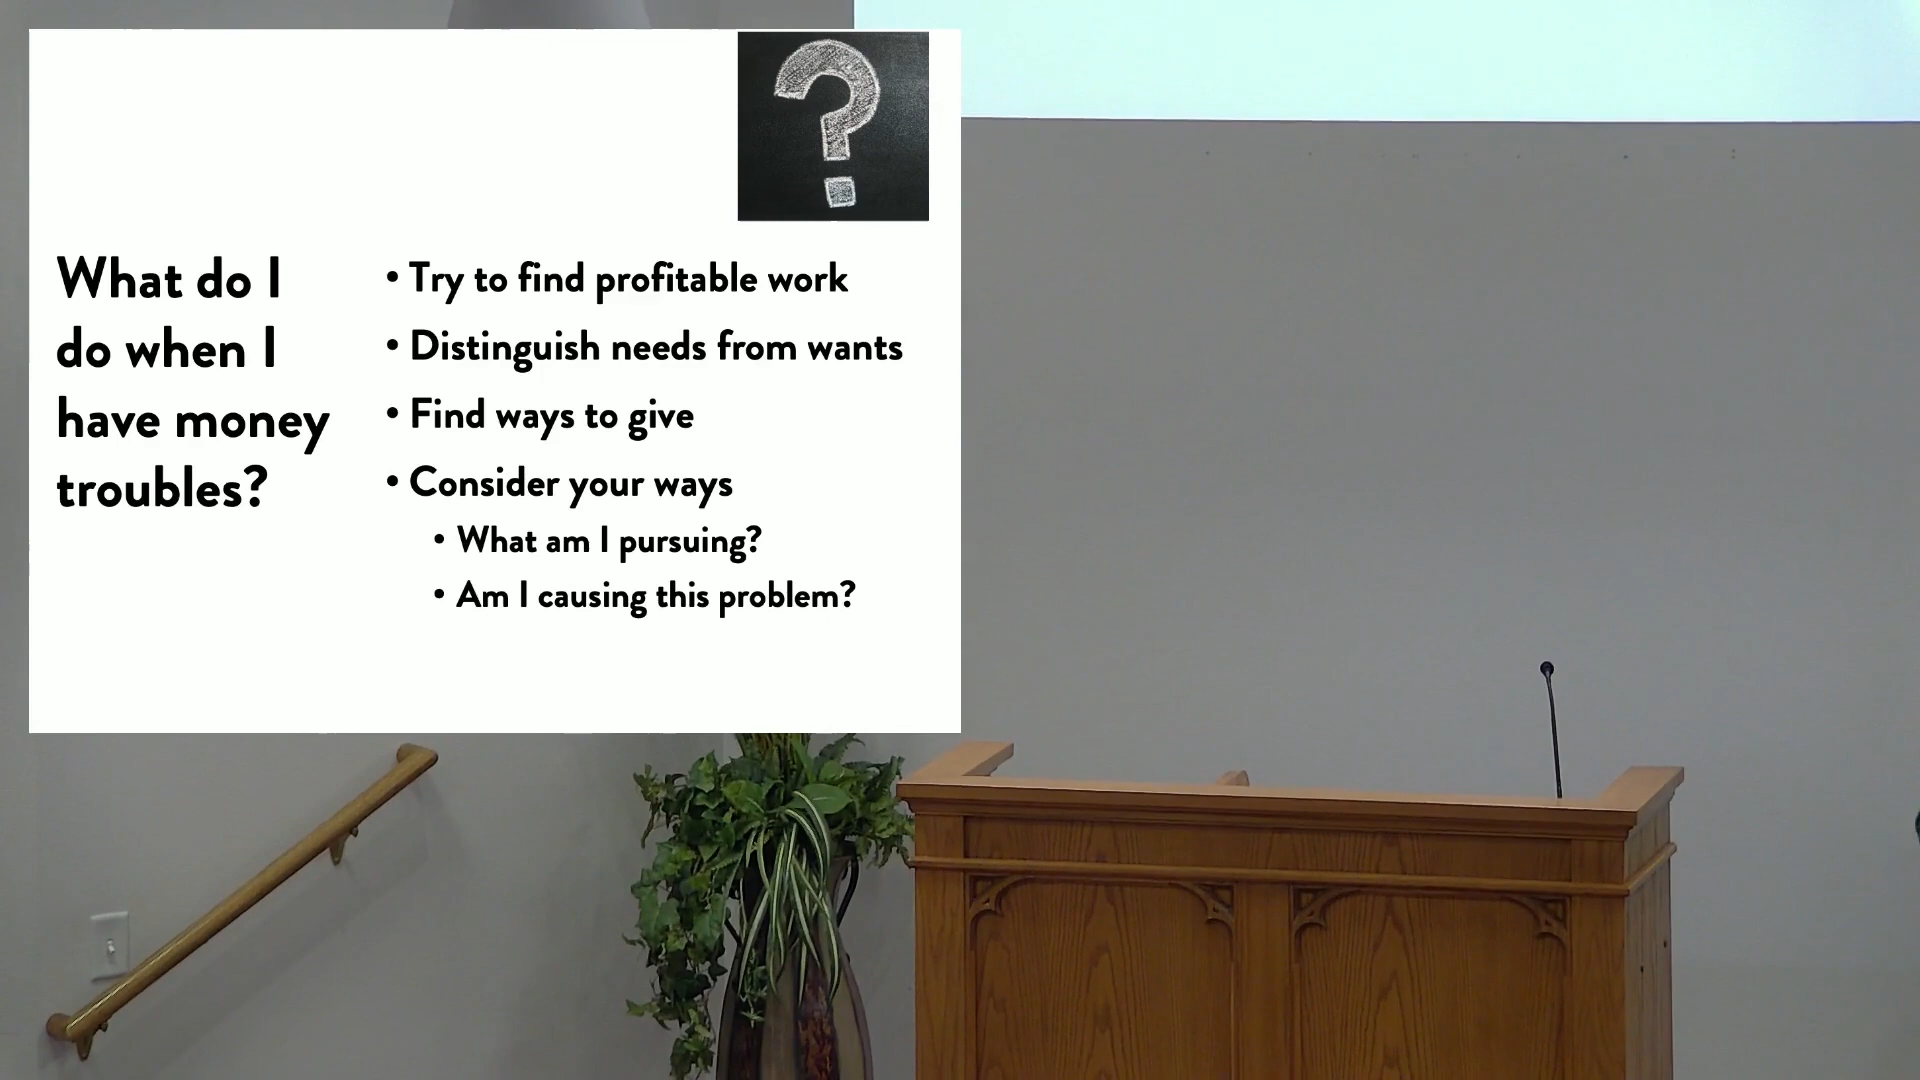 What do I
do when I
have money
troubles?
• Try to find profitable work
• Distinguish needs from wants
• Find ways to give
• Consider your ways
• What am I pursuing?
• Am I causing this problem?